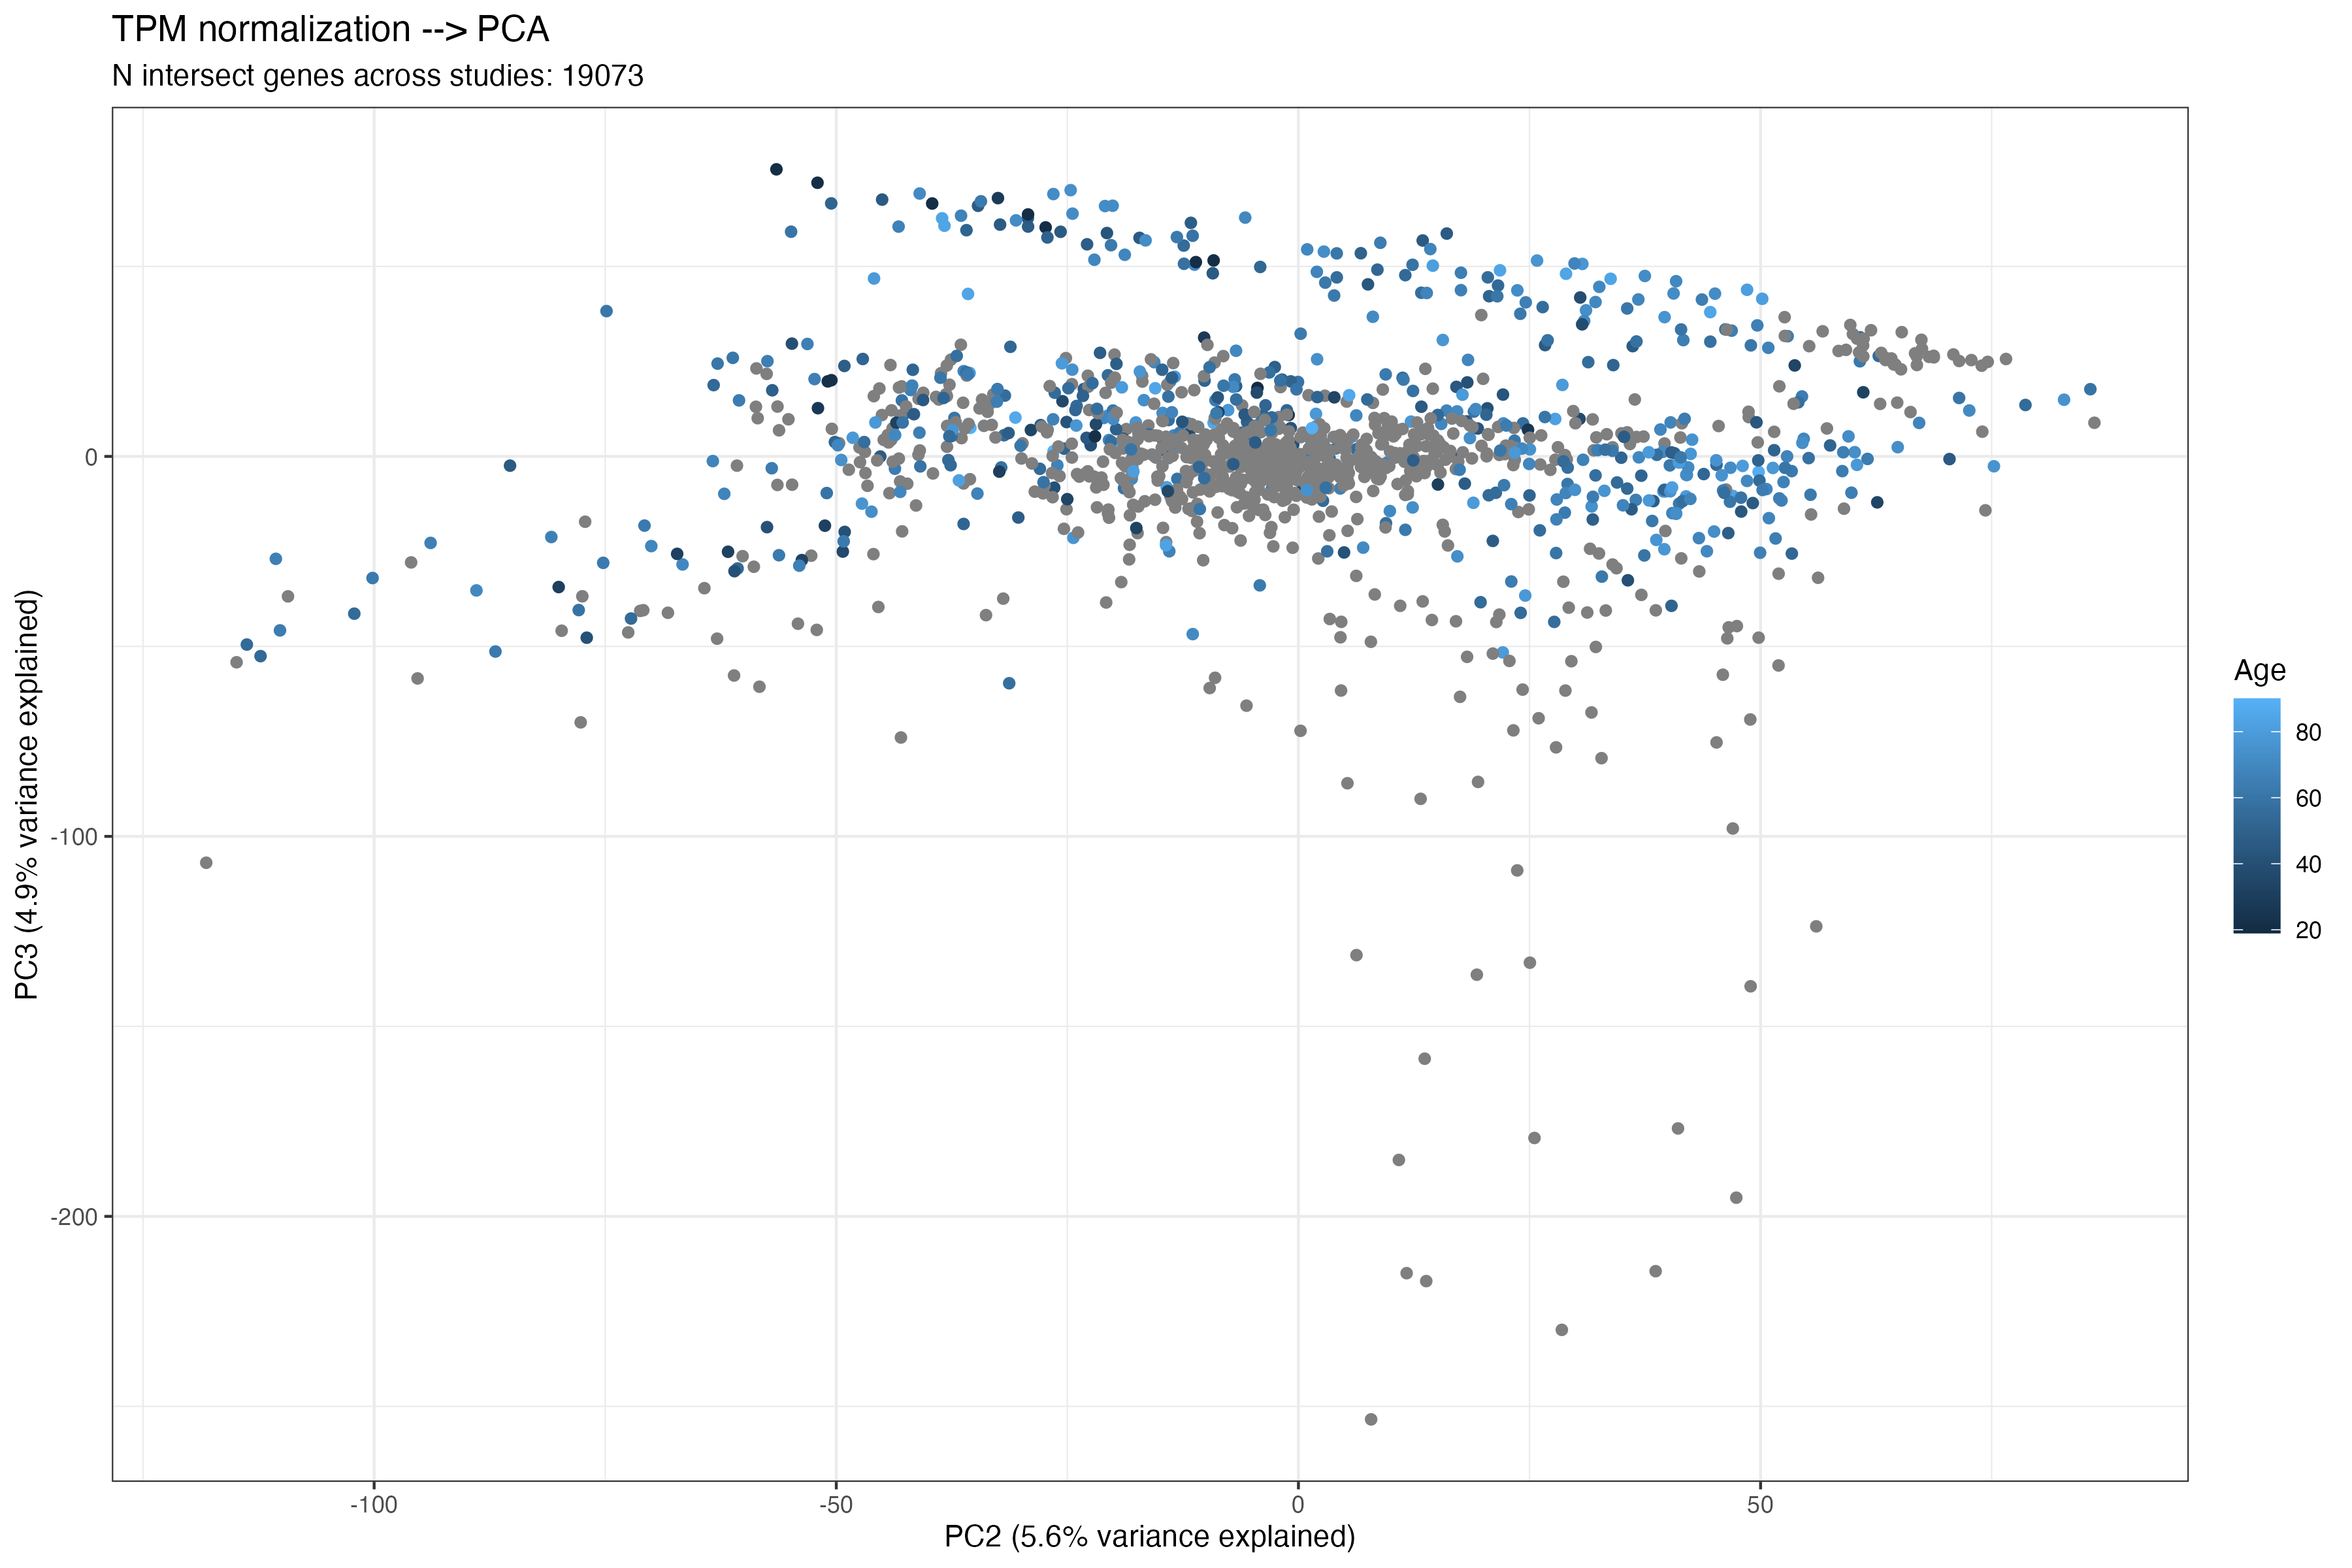 TPM normalization --> PCA
N intersect genes across studies: 19073
PC3 (4.9% variance explained)
0
-100
-200
-100
-50
0
50
PC2 (5.6% variance explained)
Age
80
60
40
20